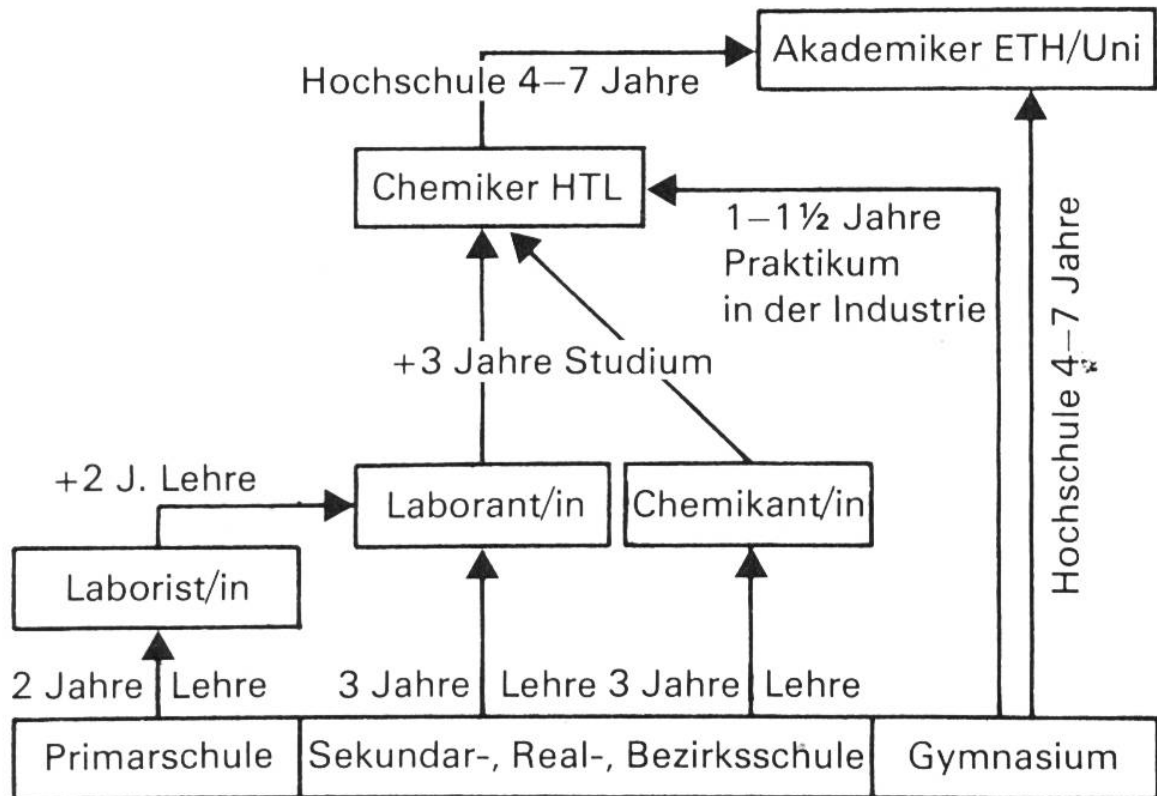 Akademiker ETH/Uni
Hochschule 4–7 Jahre
Chemiker HTL
1–1½ Jahre
Praktikum
in der Industrie
Hochschule 4–7 Jahre
+3 Jahre Studium
+2 J. Lehre
Laborant/in
Chemikant/in
Laborist/in
2 Jahre Lehre
3 Jahre Lehre
3 Jahre Lehre
Primarschule
Sekundar-, Real-, Bezirksschule
Gymnasium